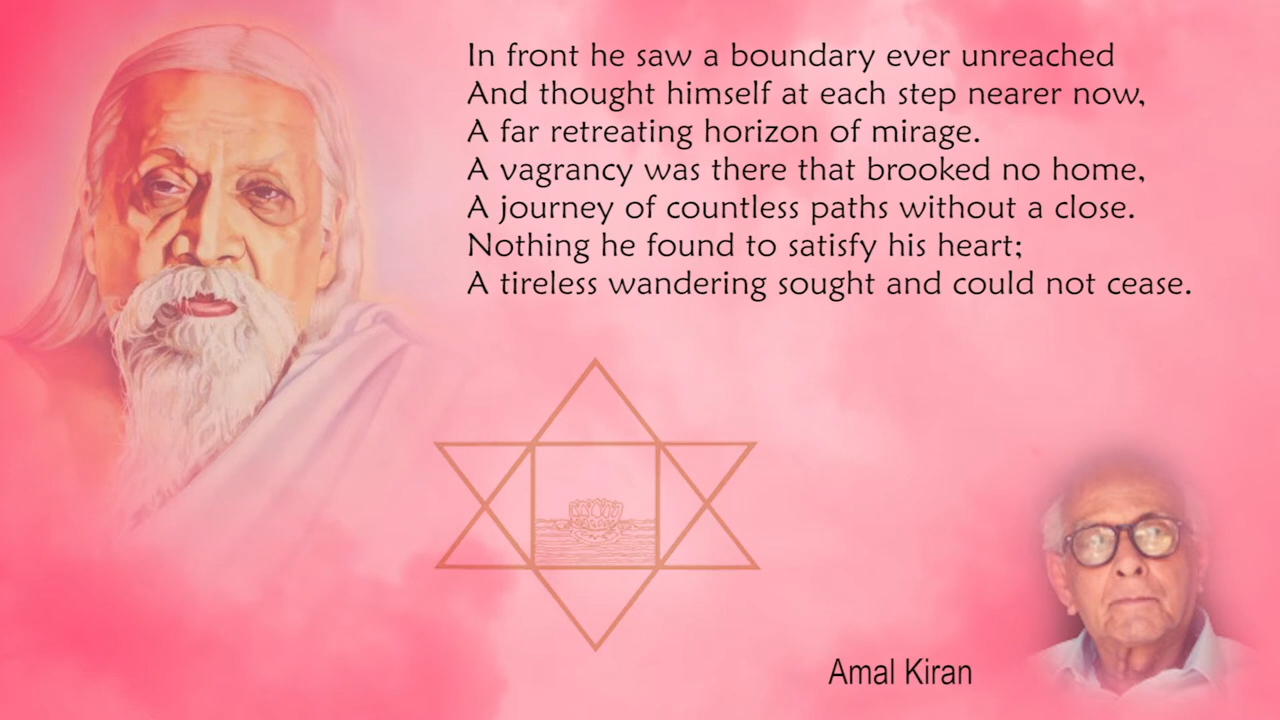 In front he saw a boundary ever unreached
And thought himself at each step nearer now,
A far retreating horizon of mirage.
A vagrancy was there that brooked no home,
A journey of countless paths without a close.
Nothing he found to satisfy his heart;
A tireless wandering sought and could not cease.
Amal Kiran